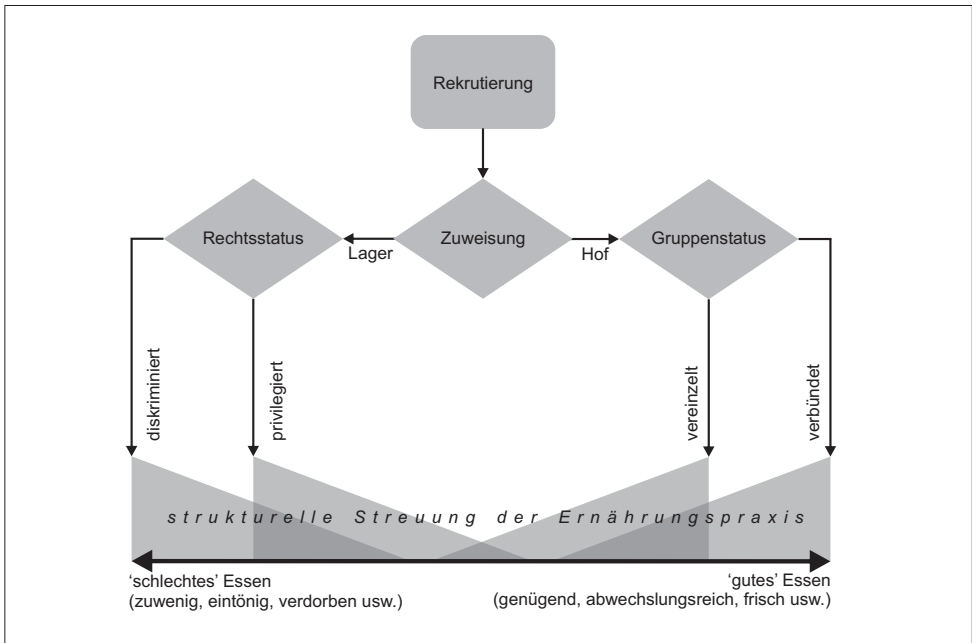 Rekrutierung
Rechtsstatus
Zuweisung
Gruppenstatus
Lager
Hof
diskriminiert
privilegiert
vereinzelt
verbündet
strukturelle Streuung der Ernährungspraxis
‘schlechtes’ Essen
(zuwenig, eintönig, verdorben usw.)
‘gutes’ Essen
(genügend, abwechslungsreich, frisch usw.)